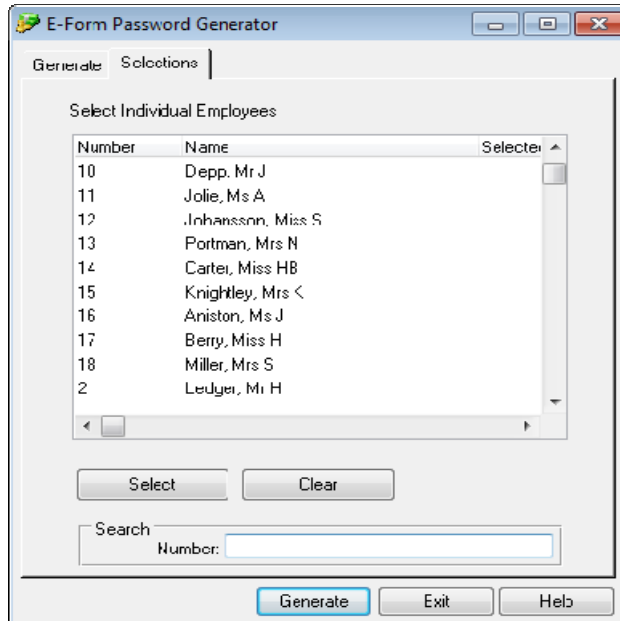 E-Form Password Generator
Generate Selections
Select Individual Employees
Number Name Selected
10 Depp, Mr J
11 Jolie, Ms A
12 Johansson, Miss S
13 Portman, Mrs N
14 Carter, Miss HB
15 Knightley, Mrs K
16 Aniston, Ms J
17 Berry, Miss H
18 Miller, Mrs S
2 Ledger, Mr H
Select Clear
Search
Number:
Generate Exit Help